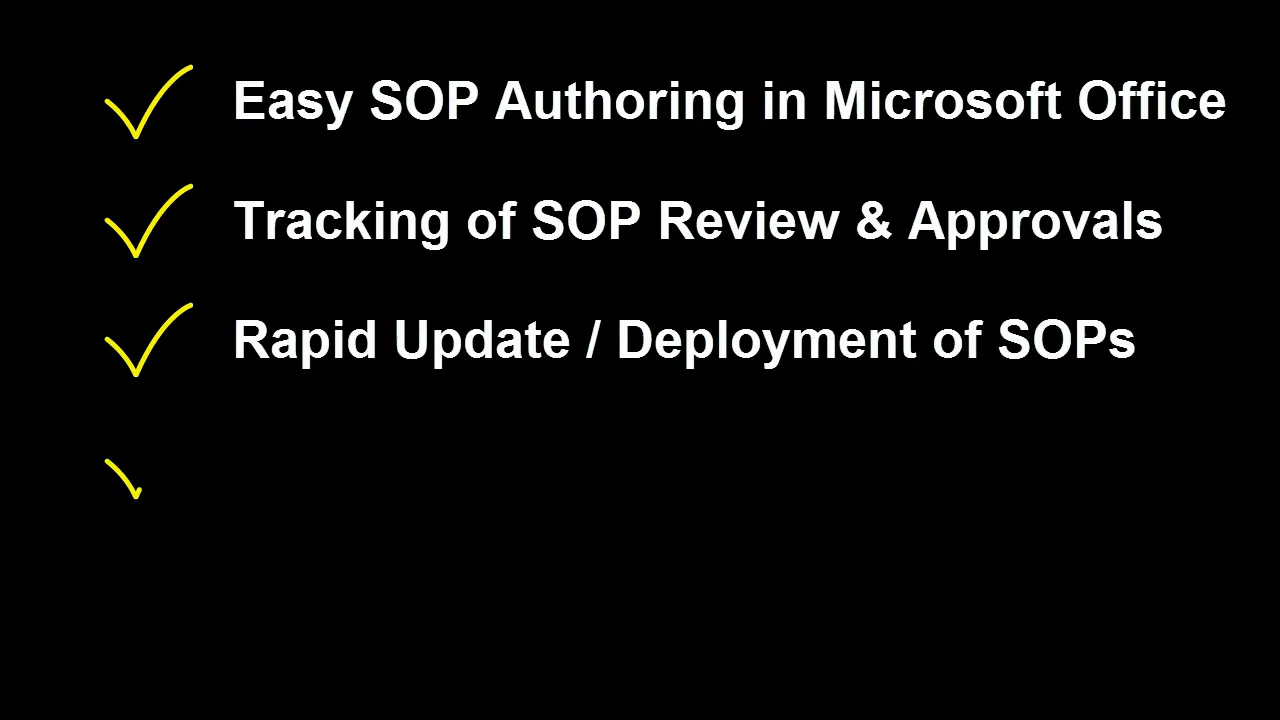 Easy SOP Authoring in Microsoft Office
Tracking of SOP Review & Approvals
Rapid Update / Deployment of SOPs